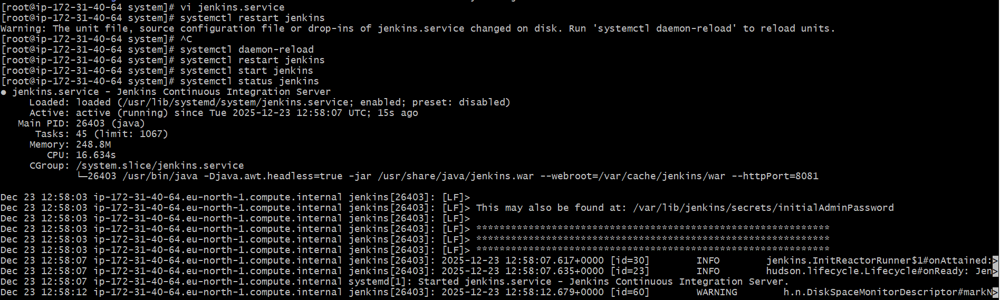 [root@ip-172-31-40-64 system]# vi jenkins.service
[root@ip-172-31-40-64 system]# systemctl restart jenkins
Warning: The unit file, source configuration file or drop-ins of jenkins.service changed on disk. Run 'systemctl daemon-reload' to reload units.
[root@ip-172-31-40-64 system]# ^C
[root@ip-172-31-40-64 system]# systemctl daemon-reload
[root@ip-172-31-40-64 system]# systemctl restart jenkins
[root@ip-172-31-40-64 system]# systemctl start jenkins
[root@ip-172-31-40-64 system]# systemctl status jenkins
● jenkins.service - Jenkins Continuous Integration Server
     Loaded: loaded (/usr/lib/systemd/system/jenkins.service; enabled; preset: disabled)
     Active: active (running) since Tue 2025-12-23 12:58:07 UTC; 15s ago
   Main PID: 26403 (java)
      Tasks: 45 (limit: 1067)
     Memory: 248.8M
        CPU: 16.634s
     CGroup: /system.slice/jenkins.service
             └─26403 /usr/bin/java -Djava.awt.headless=true -jar /usr/share/java/jenkins.war --webroot=/var/cache/jenkins/war --httpPort=8081
Dec 23 12:58:03 ip-172-31-40-64.eu-north-1.compute.internal jenkins[26403]: [LF]>
Dec 23 12:58:03 ip-172-31-40-64.eu-north-1.compute.internal jenkins[26403]: [LF]> This may also be found at: /var/lib/jenkins/secrets/initialAdminPassword
Dec 23 12:58:03 ip-172-31-40-64.eu-north-1.compute.internal jenkins[26403]: [LF]>
Dec 23 12:58:03 ip-172-31-40-64.eu-north-1.compute.internal jenkins[26403]: [LF]> *************************************************************
Dec 23 12:58:03 ip-172-31-40-64.eu-north-1.compute.internal jenkins[26403]: [LF]> *************************************************************
Dec 23 12:58:03 ip-172-31-40-64.eu-north-1.compute.internal jenkins[26403]: [LF]> *************************************************************
Dec 23 12:58:07 ip-172-31-40-64.eu-north-1.compute.internal jenkins[26403]: 2025-12-23 12:58:07.617+0000 [id=30]        INFO        jenkins.InitReactorRunner$1#onAttained:>
Dec 23 12:58:07 ip-172-31-40-64.eu-north-1.compute.internal jenkins[26403]: 2025-12-23 12:58:07.635+0000 [id=23]        INFO        hudson.lifecycle.Lifecycle#onReady: Jen>
Dec 23 12:58:07 ip-172-31-40-64.eu-north-1.compute.internal systemd[1]: Started jenkins.service - Jenkins Continuous Integration Server.
Dec 23 12:58:12 ip-172-31-40-64.eu-north-1.compute.internal jenkins[26403]: 2025-12-23 12:58:12.679+0000 [id=60]        WARNING        h.n.DiskSpaceMonitorDescriptor#markN>